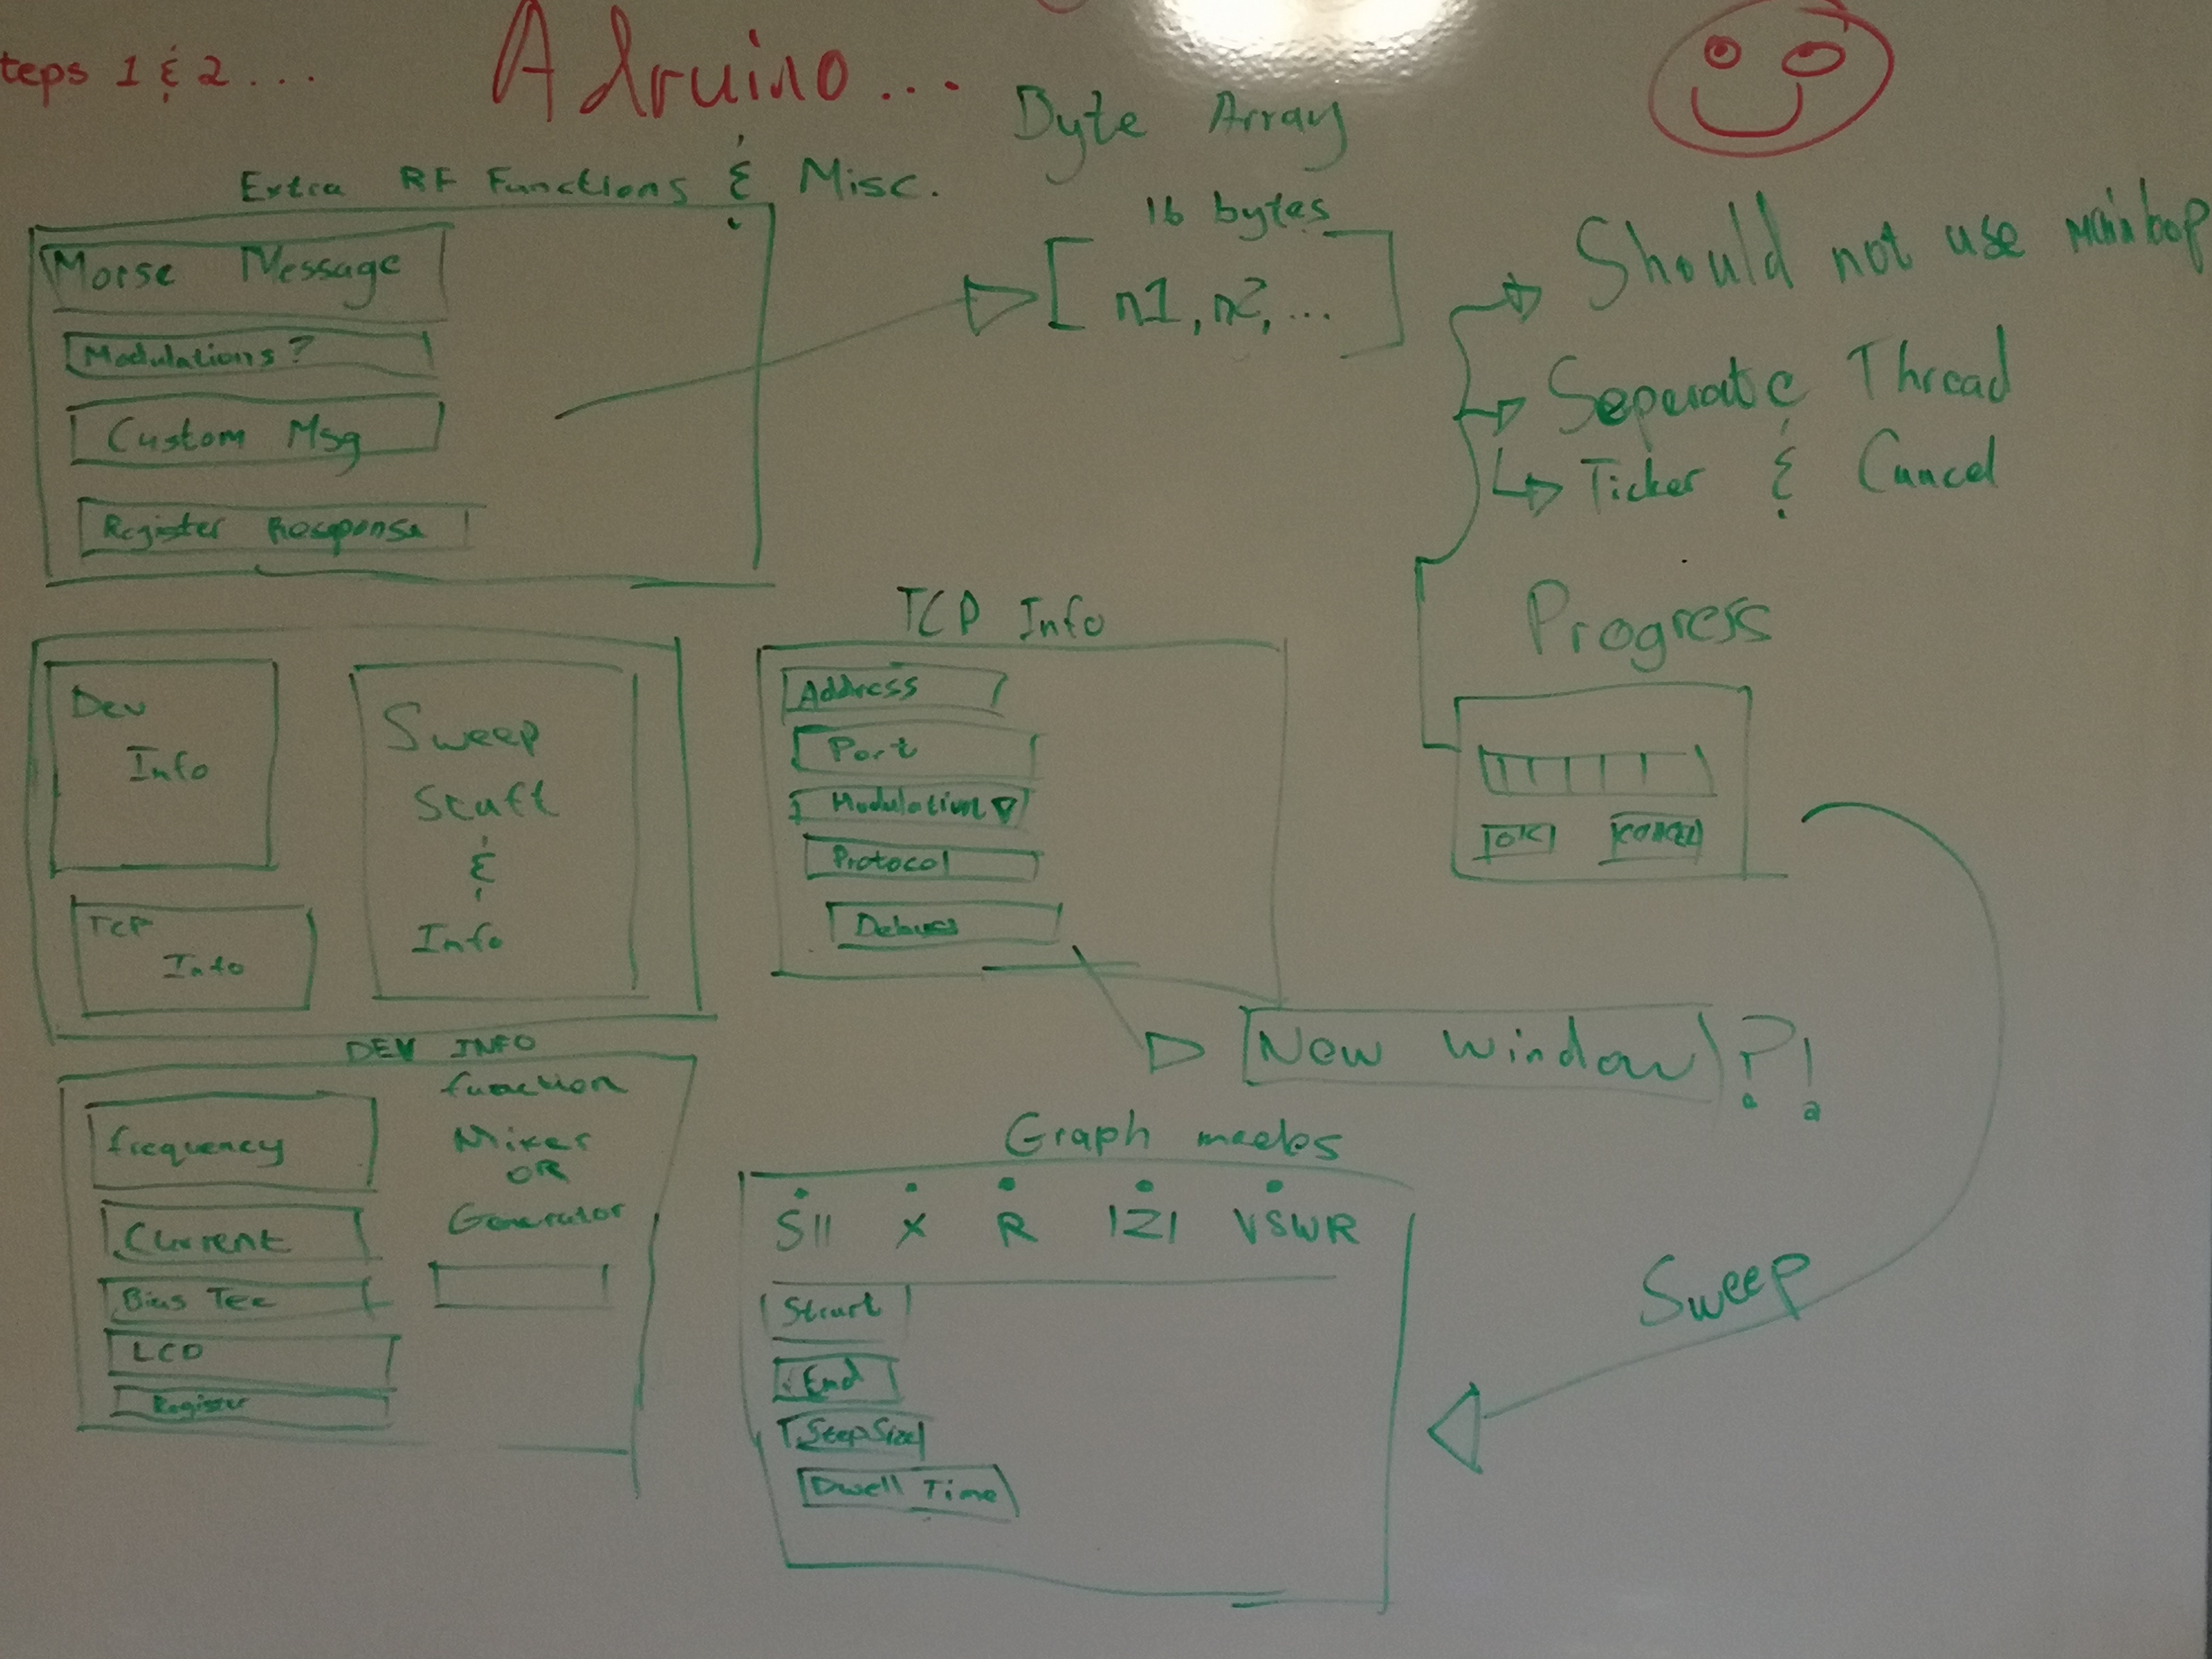 teps 1 & 2 ...
Adruino...
Byte Array
Extra RF Functions & Misc.
16 bytes
[n1, n2, ...]
Morse Message
Modulations?
Custom Msg
Register Response
Should not use mainloop
Seperate Thread
Ticker & Cancel
Progress
OK
Cancel
Dev
Info
TCP
Info
Sweep
Stuff
&
Info
TCP Info
Address
Port
Modulation
Protocol
Debug
New Window ?!
DEV INFO
frequency
Current
Bias Tee
LCD
Register
function
Mixer
OR
Generator
Graph modes
S11 X R |Z| VSWR
Start
End
StepSize
Dwell Time
Sweep